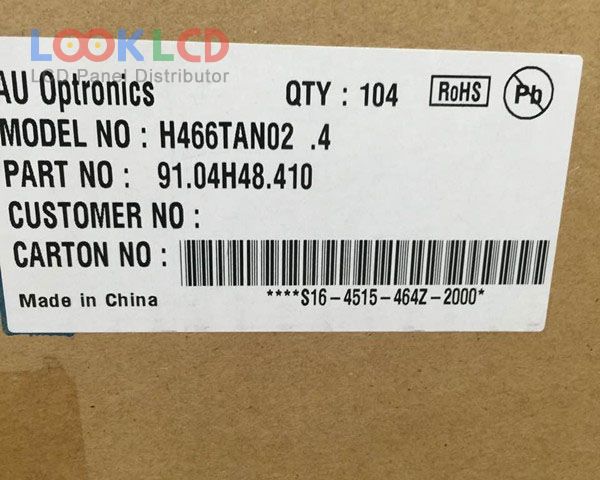 LOOKLCD
LCD Panel Distributor
AU Optronics QTY : 104 RoHS Pb
MODEL NO : H466TAN02 .4
PART NO : 91.04H48.410
CUSTOMER NO :
CARTON NO :
Made in China ****S16-4515-464Z-2000*